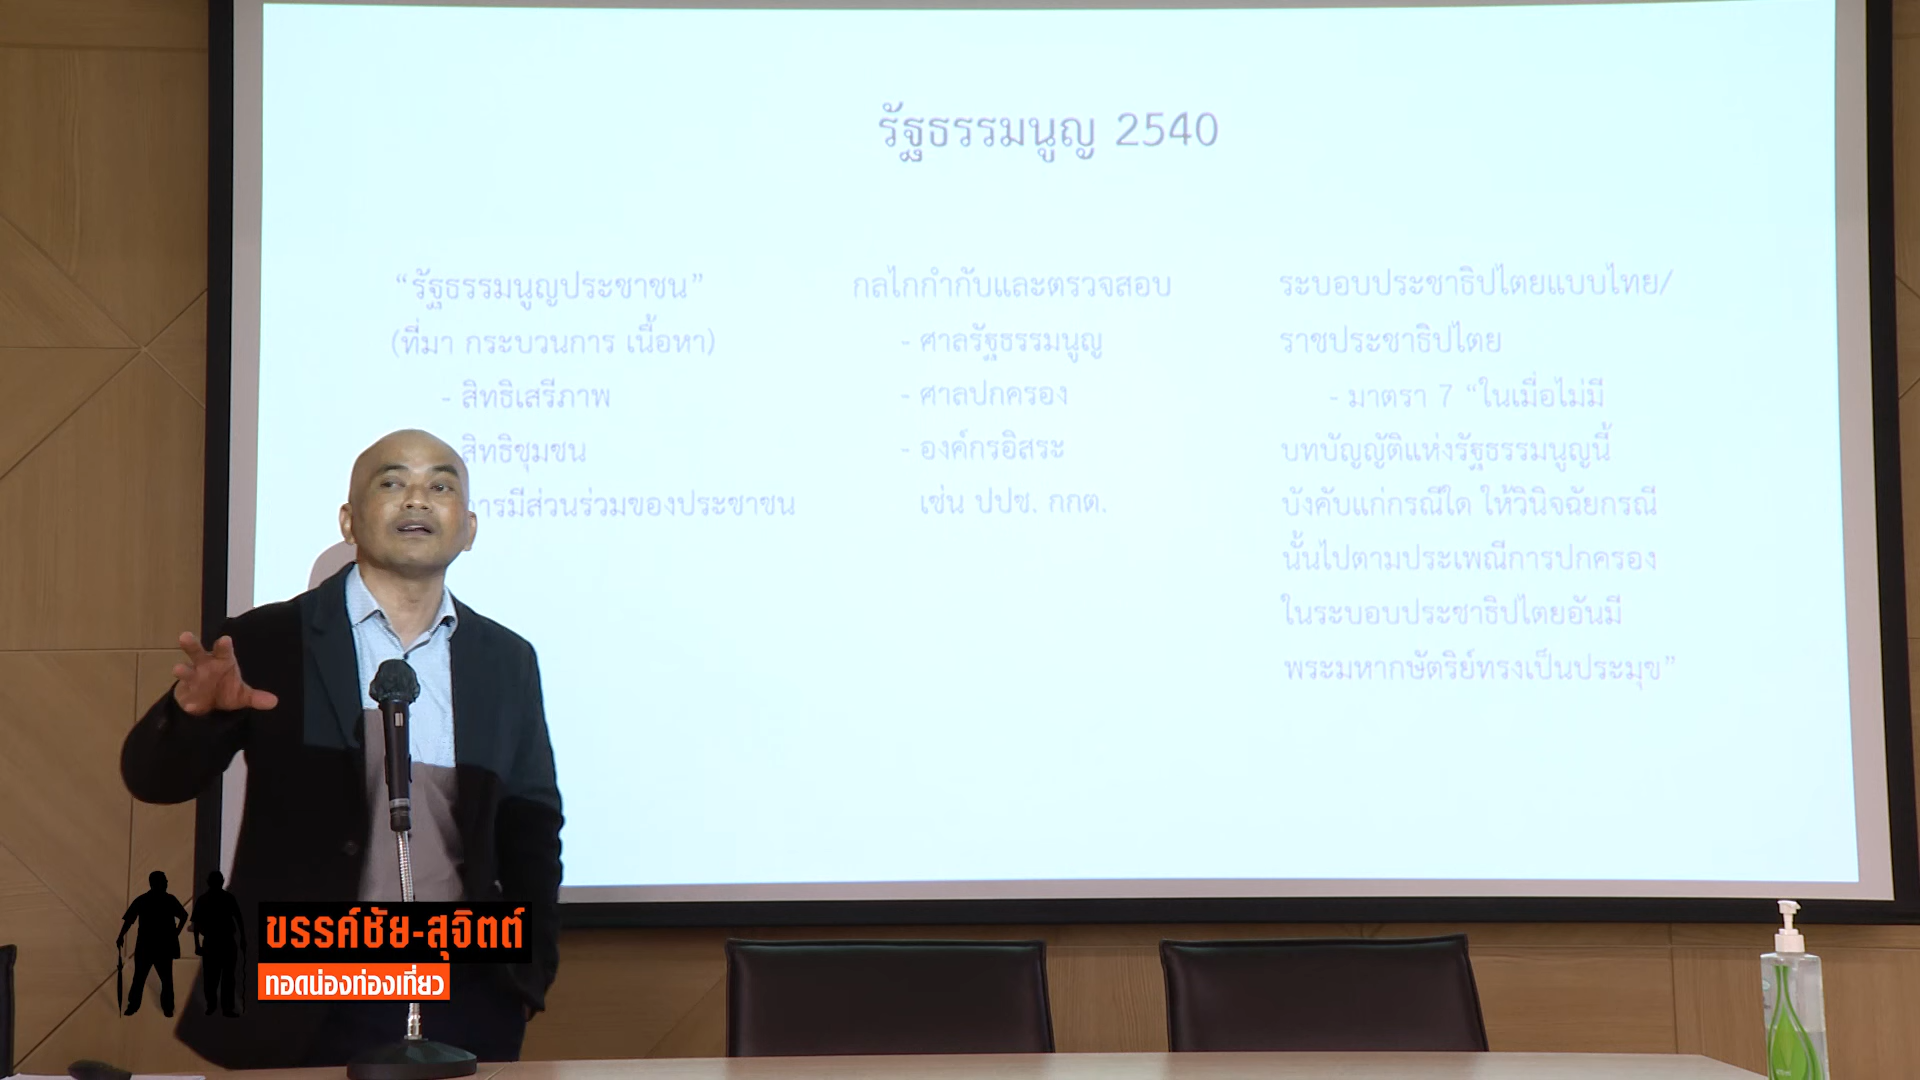 รัฐธรรมนูญ 2540
“รัฐธรรมนูญประชาชน”
(ที่มา กระบวนการ เนื้อหา)
- สิทธิเสรีภาพ
สิทธิชุมชน
การมีส่วนร่วมของประชาชน
กลไกกำกับและตรวจสอบ
- ศาลรัฐธรรมนูญ
- ศาลปกครอง
- องค์กรอิสระ
เช่น ปปช. กกต.
ระบอบประชาธิปไตยแบบไทย/
ราชประชาธิปไตย
- มาตรา 7 “ในเมื่อไม่มี
บทบัญญัติแห่งรัฐธรรมนูญนี้
บังคับแก่กรณีใด ให้วินิจฉัยกรณี
นั้นไปตามประเพณีการปกครอง
ในระบอบประชาธิปไตยอันมี
พระมหากษัตริย์ทรงเป็นประมุข”
ขรรค์ชัย-สุจิตต์
ทอดน่องท่องเที่ยว